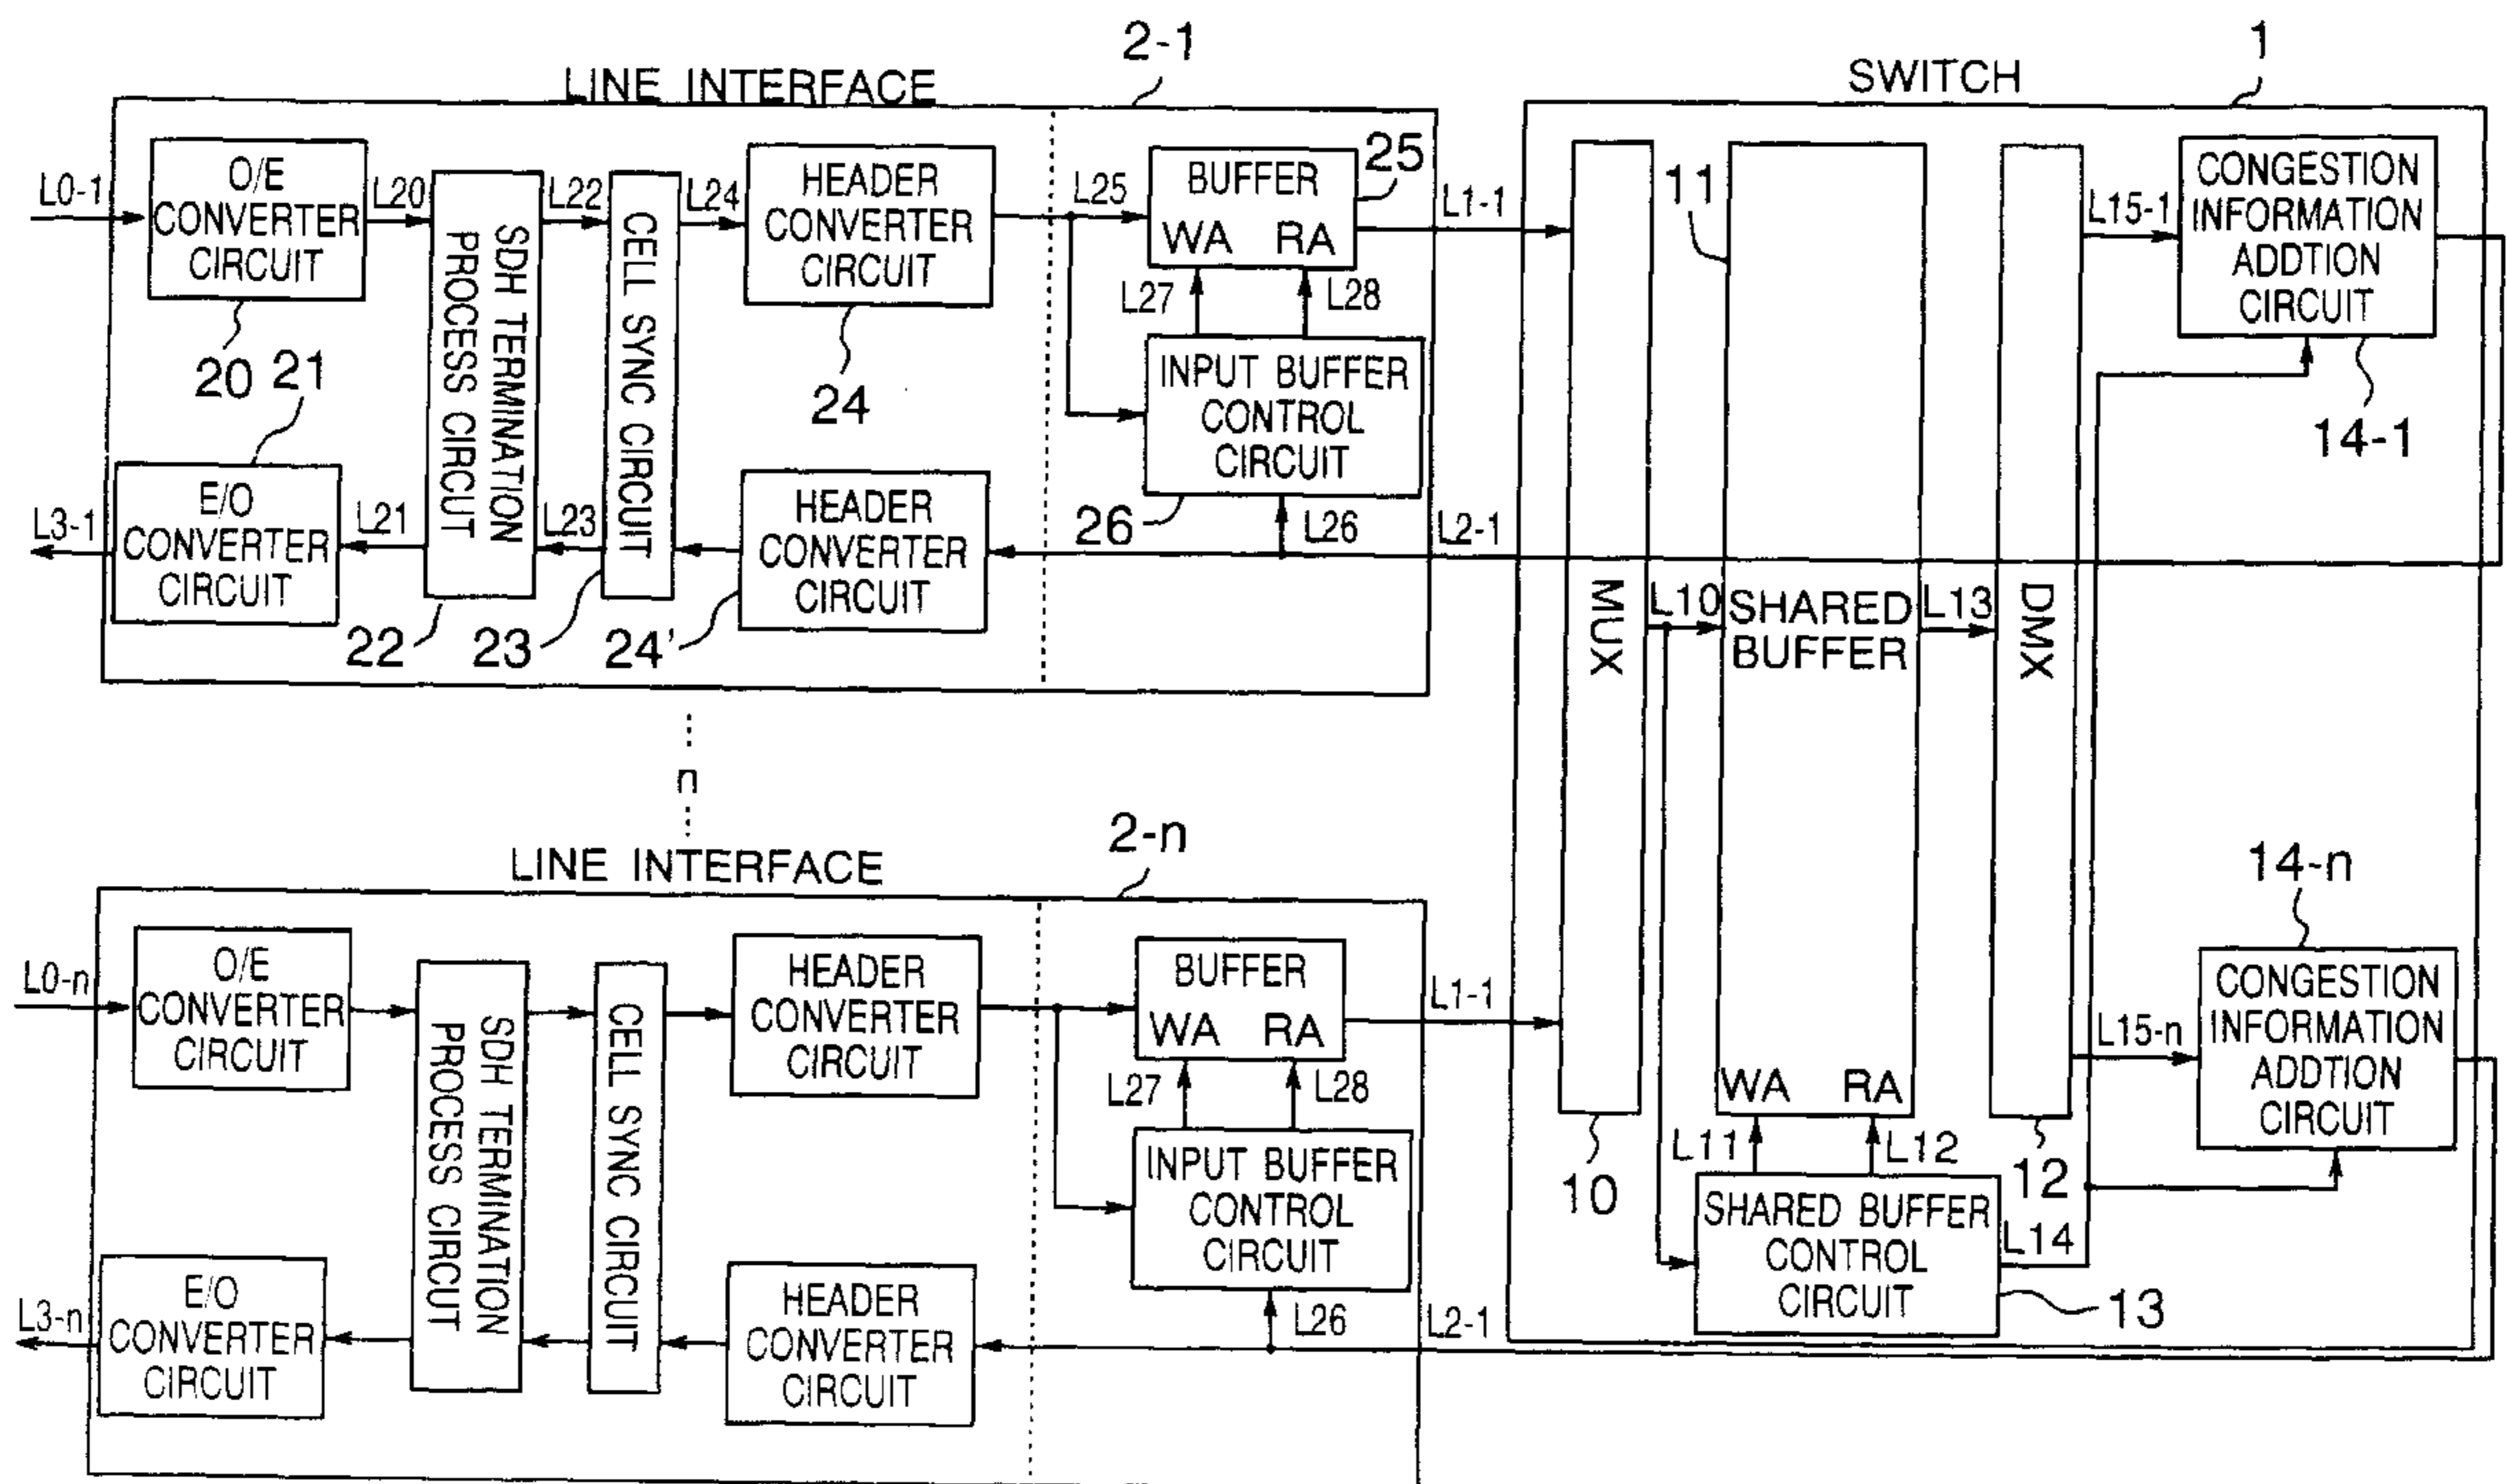 2-1
1
LINE INTERFACE
SWITCH
L0-1
O/E
CONVERTER
CIRCUIT
20
L20
SDH TERMINATION
PROCESS CIRCUIT
22
L22
CELL SYNC CIRCUIT
23
L24
HEADER
CONVERTER
CIRCUIT
24
L25
BUFFER
WA RA
25
L27
L28
INPUT BUFFER
CONTROL
CIRCUIT
26
L26
L1-1
L2-1
21
E/O
CONVERTER
CIRCUIT
L3-1
L21
L23
HEADER
CONVERTER
CIRCUIT
24'
11
MUX
10
L10
SHARED
BUFFER
WA RA
L13
DMX
12
L15-1
CONGESTION
INFORMATION
ADDTION
CIRCUIT
14-1
n
LINE INTERFACE
2-n
L0-n
O/E
CONVERTER
CIRCUIT
SDH TERMINATION
PROCESS CIRCUIT
CELL SYNC CIRCUIT
HEADER
CONVERTER
CIRCUIT
BUFFER
WA RA
L27
L28
INPUT BUFFER
CONTROL
CIRCUIT
L26
L1-1
L2-1
E/O
CONVERTER
CIRCUIT
L3-n
HEADER
CONVERTER
CIRCUIT
L11
L12
SHARED BUFFER
CONTROL
CIRCUIT
13
L14
L15-n
14-n
CONGESTION
INFORMATION
ADDTION
CIRCUIT